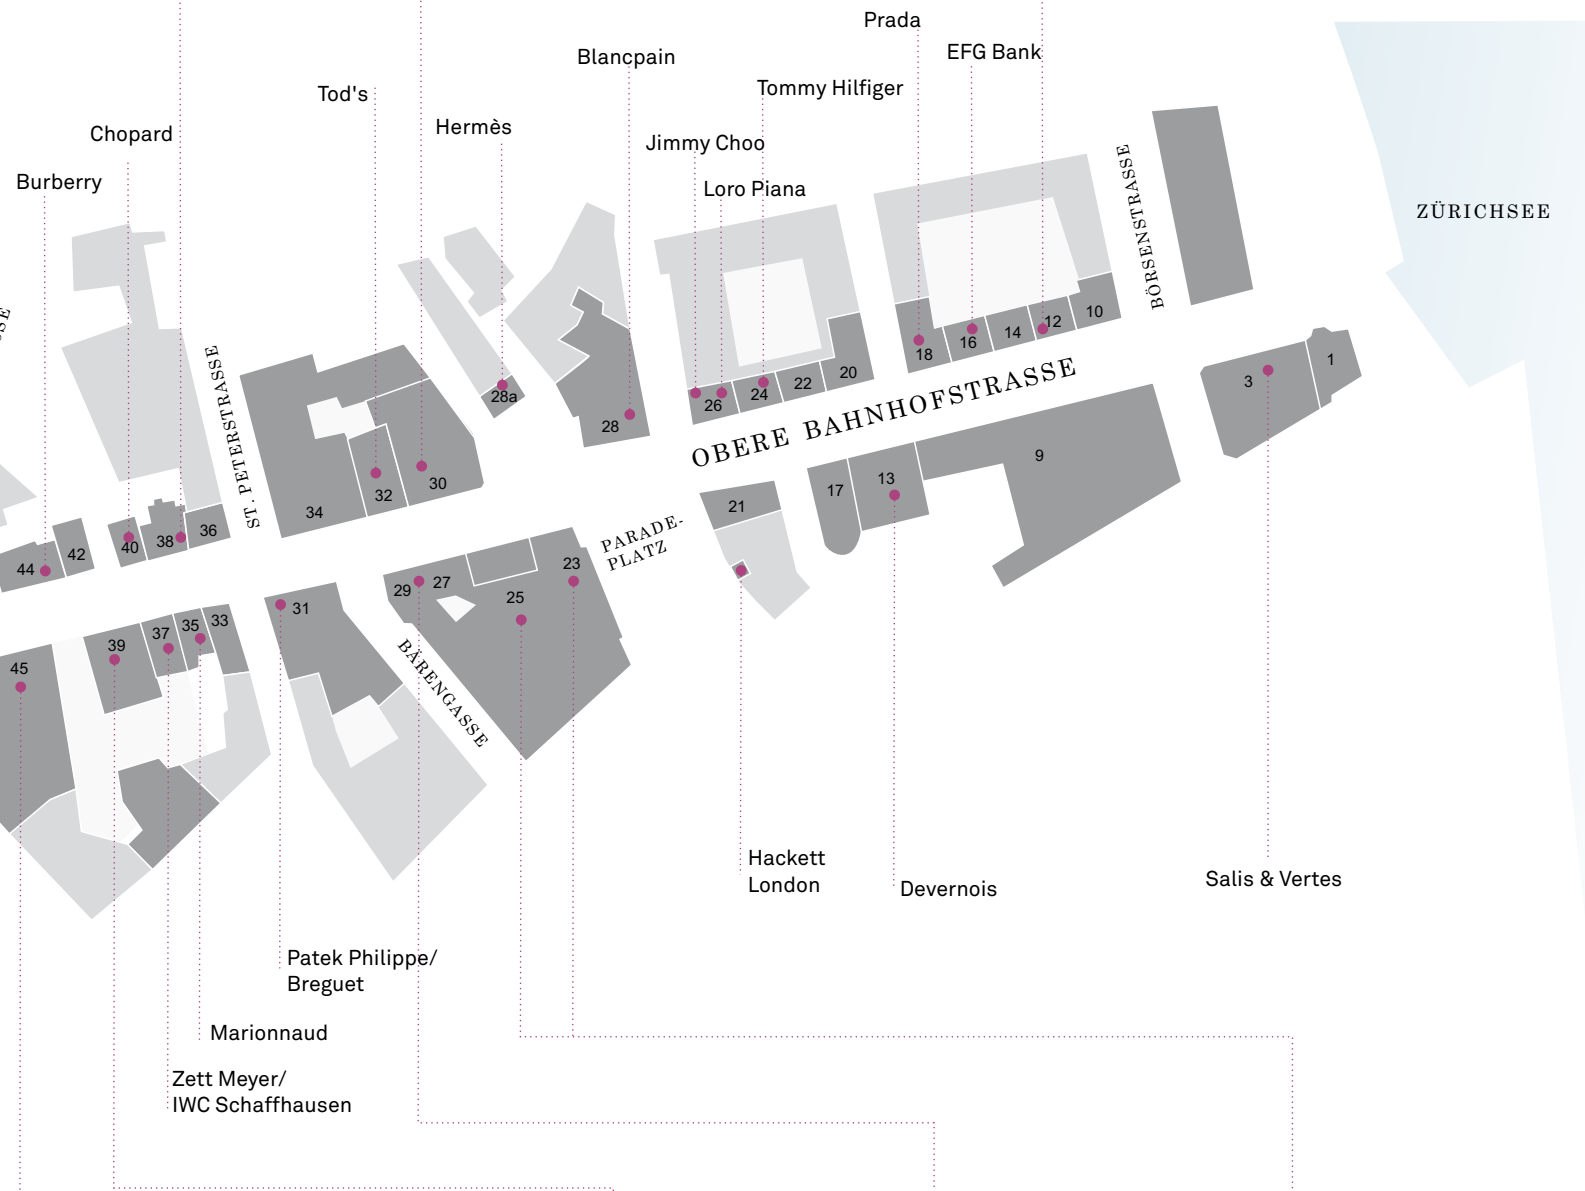 Prada
EFG Bank
Blancpain
Tommy Hilfiger
Tod's
Hermès
Chopard
Jimmy Choo
Burberry
Loro Piana
ZÜRICHSEE
BÖRSENSTRASSE
SE
ST. PETERSTRASSE
OBERE BAHNHOFSTRASSE
PARADE-
PLATZ
BÄRENGASSE
44
42
40
38
36
34
32
30
28a
28
26
24
22
20
18
16
14
12
10
45
39
37
35
33
31
29
27
25
23
21
17
13
9
3
1
Hackett
London
Devernois
Salis & Vertes
Patek Philippe/
Breguet
Marionnaud
Zett Meyer/
IWC Schaffhausen